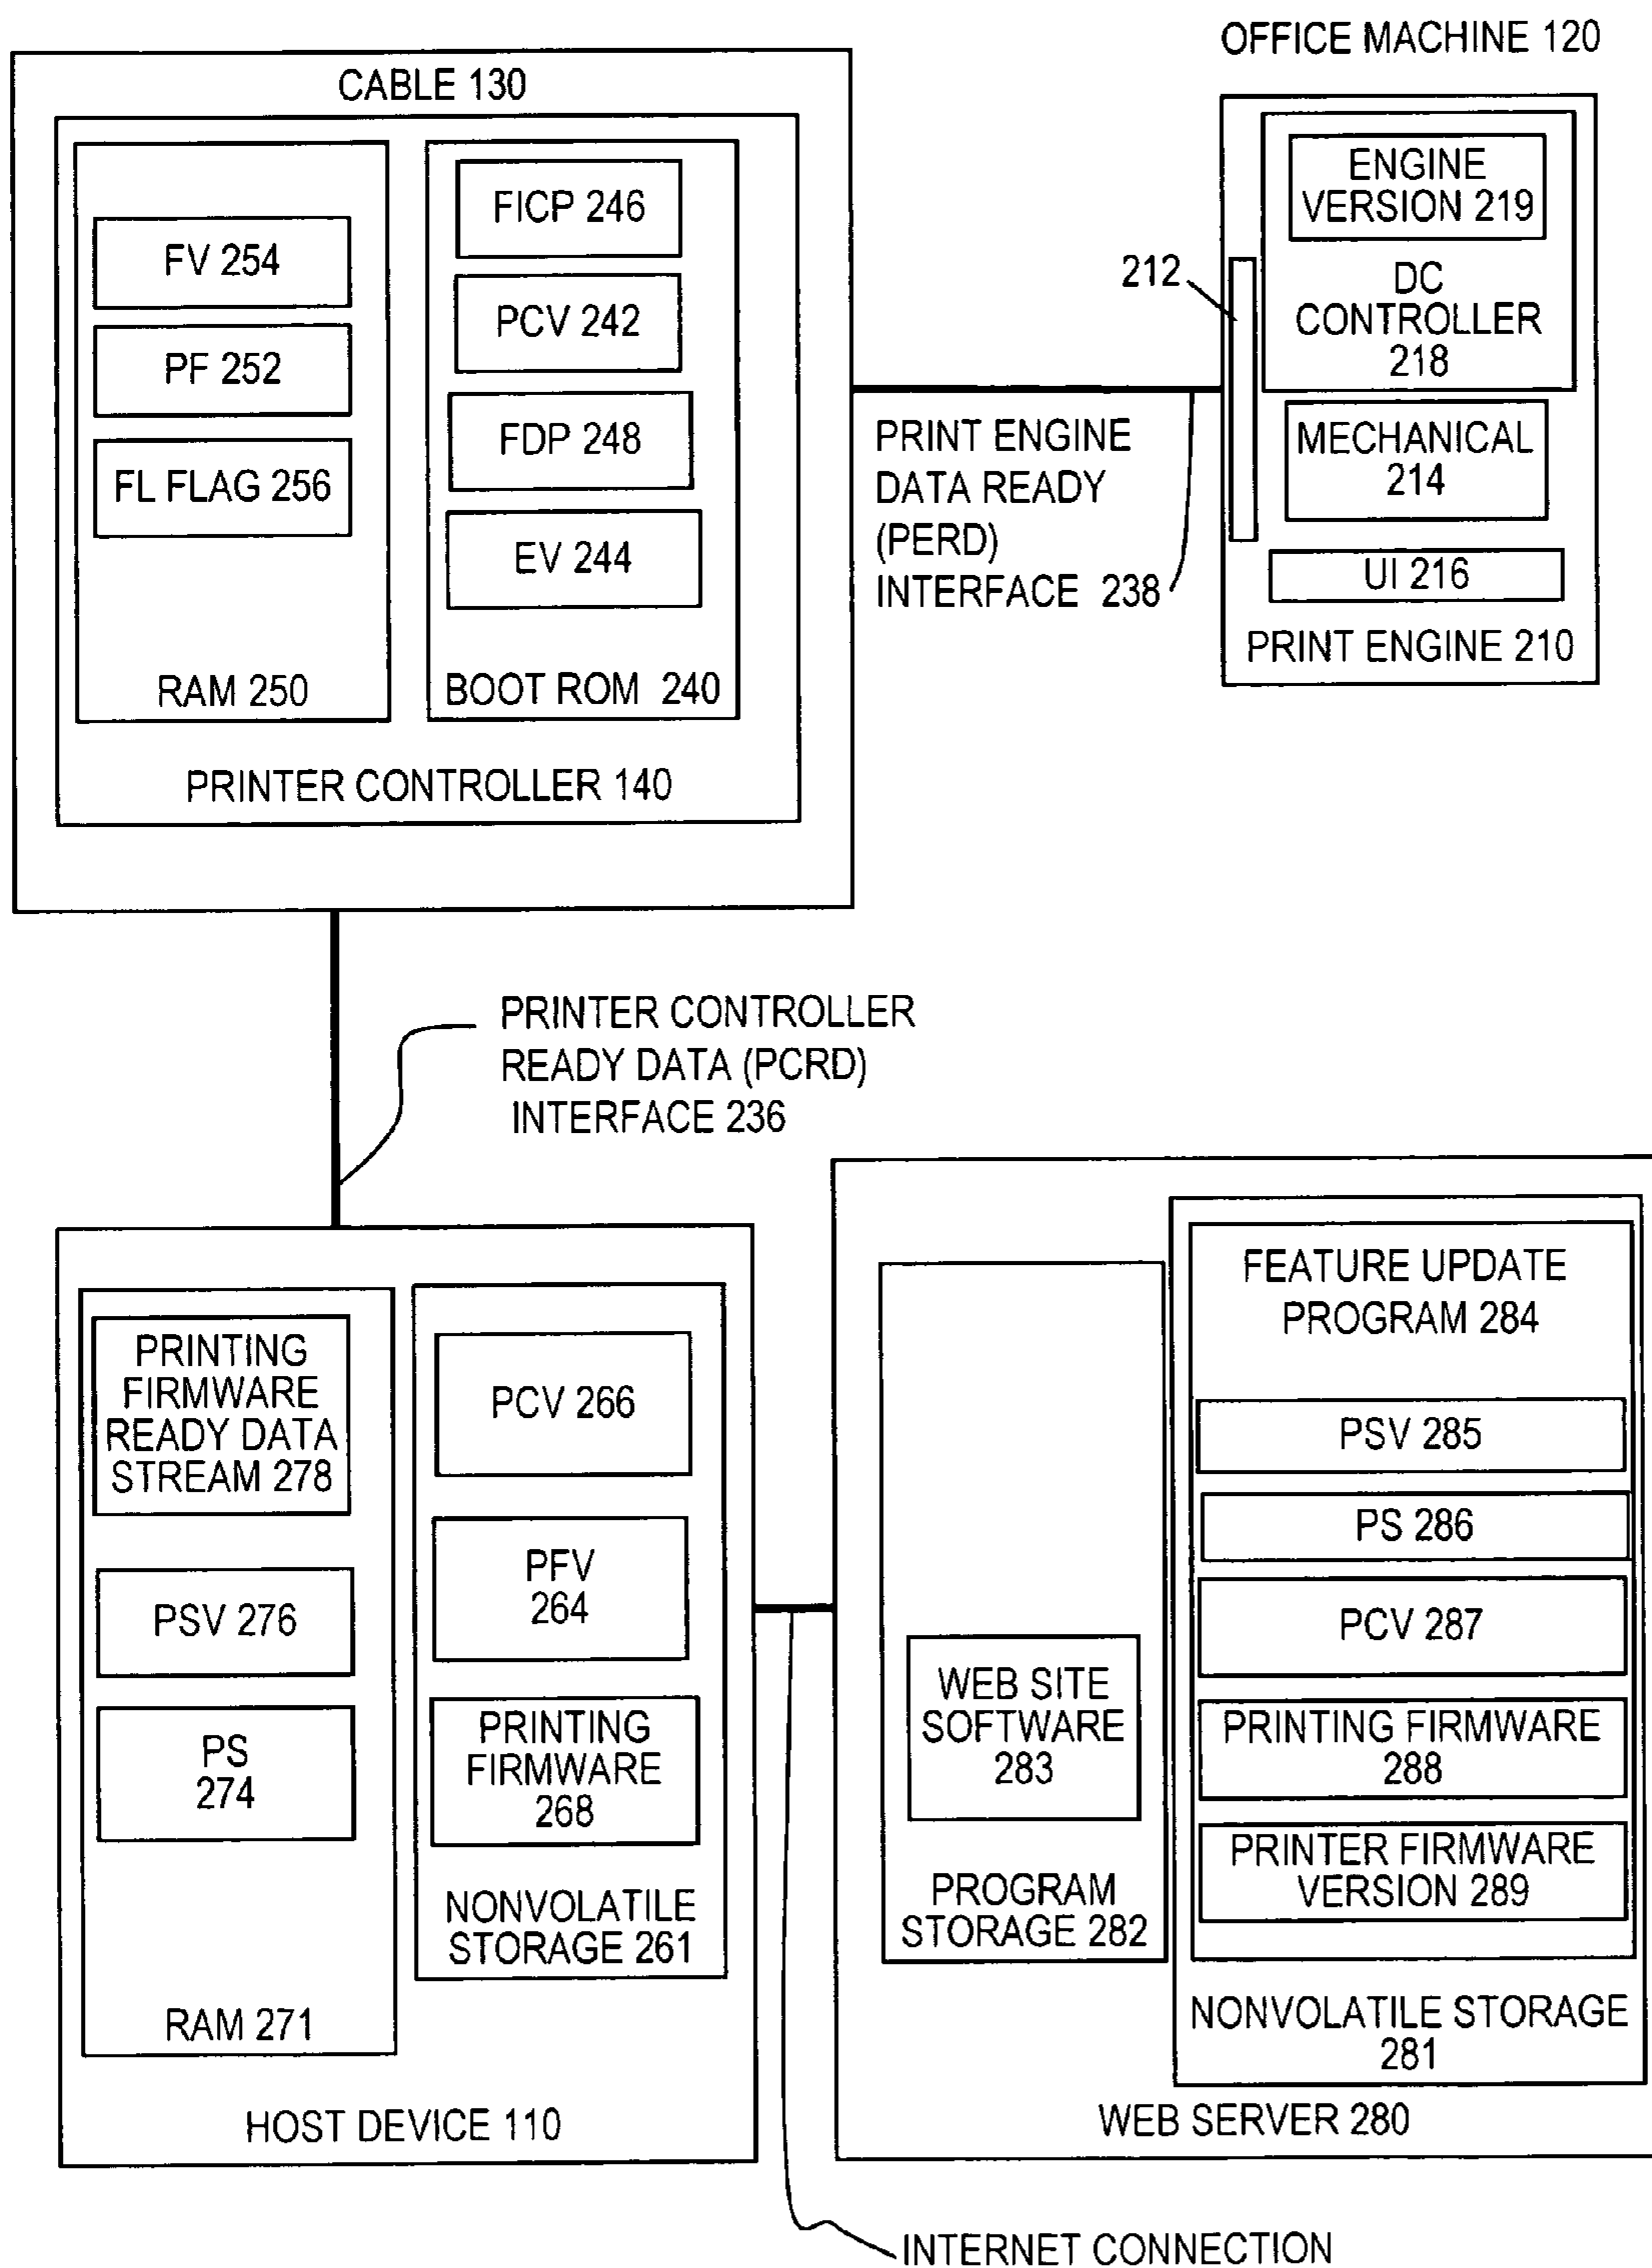 OFFICE MACHINE 120
CABLE 130
FV 254
PF 252
FL FLAG 256
RAM 250
FICP 246
PCV 242
FDP 248
EV 244
BOOT ROM 240
PRINTER CONTROLLER 140
PRINT ENGINE
DATA READY
(PERD)
INTERFACE 238
212
ENGINE
VERSION 219
DC
CONTROLLER
218
MECHANICAL
214
UI 216
PRINT ENGINE 210
PRINTER CONTROLLER
READY DATA (PCRD)
INTERFACE 236
PRINTING
FIRMWARE
READY DATA
STREAM 278
PSV 276
PS
274
RAM 271
PCV 266
PFV
264
PRINTING
FIRMWARE
268
NONVOLATILE
STORAGE 261
HOST DEVICE 110
WEB SITE
SOFTWARE
283
PROGRAM
STORAGE 282
FEATURE UPDATE
PROGRAM 284
PSV 285
PS 286
PCV 287
PRINTING FIRMWARE
288
PRINTER FIRMWARE
VERSION 289
NONVOLATILE STORAGE
281
WEB SERVER 280
INTERNET CONNECTION